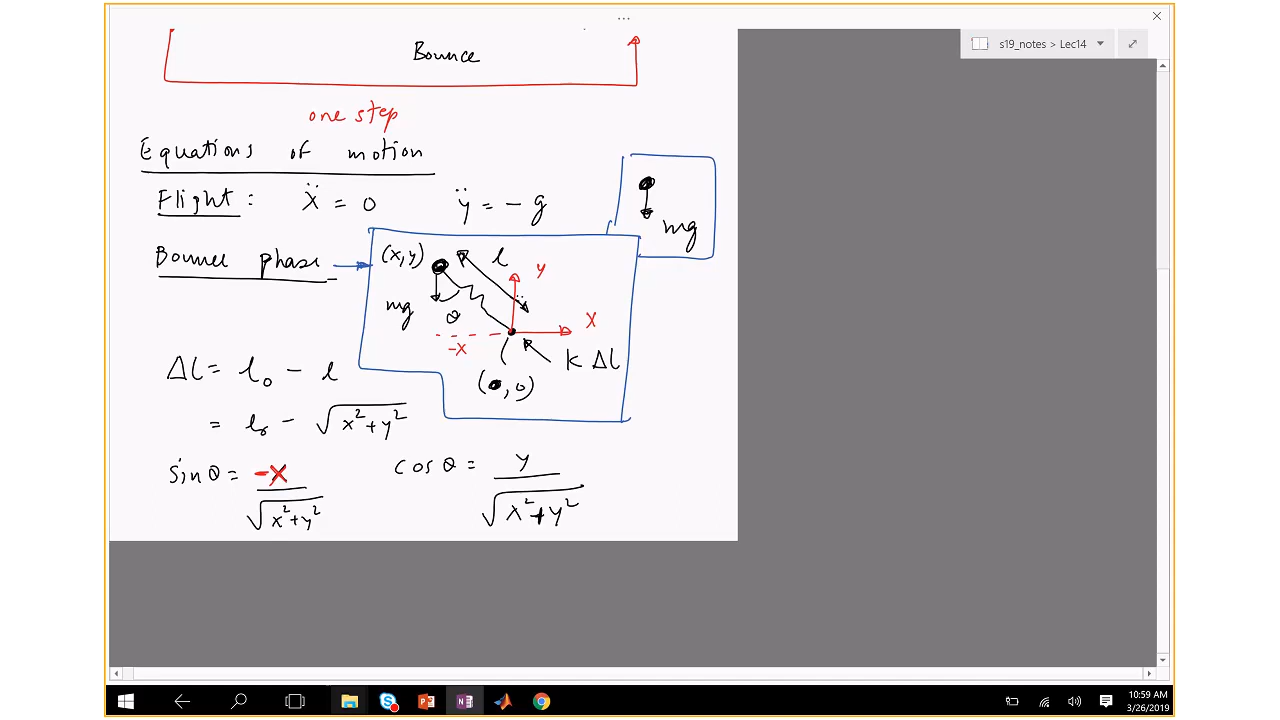 s19_notes > Lec14
Bounce
one step
Equations of motion
Flight : ẍ = 0 ÿ = - g
mg
Bounce phase
(x,y) l y
mg θ x
-x k Δl
(0, 0)
Δl = l₀ - l
= l₀ - √(x²+y²)
sin θ = -x / √(x²+y²) cos θ = y / √(x²+y²)
10:59 AM
3/26/2019